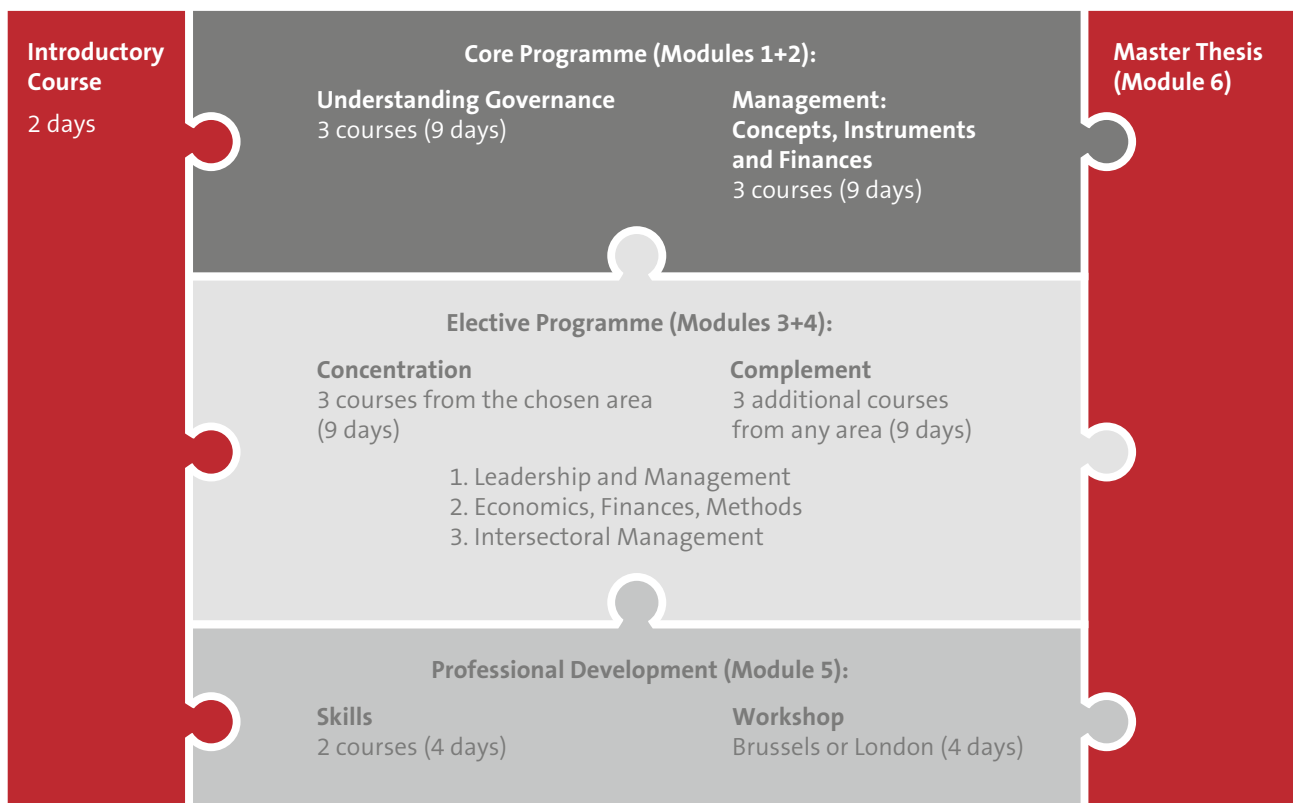 Introductory
Course
2 days
Core Programme (Modules 1+2):
Understanding Governance
3 courses (9 days)
Management:
Concepts, Instruments
and Finances
3 courses (9 days)
Elective Programme (Modules 3+4):
Concentration
3 courses from the chosen area
(9 days)
Complement
3 additional courses
from any area (9 days)
1. Leadership and Management
2. Economics, Finances, Methods
3. Intersectoral Management
Professional Development (Module 5):
Skills
2 courses (4 days)
Workshop
Brussels or London (4 days)
Master Thesis
(Module 6)